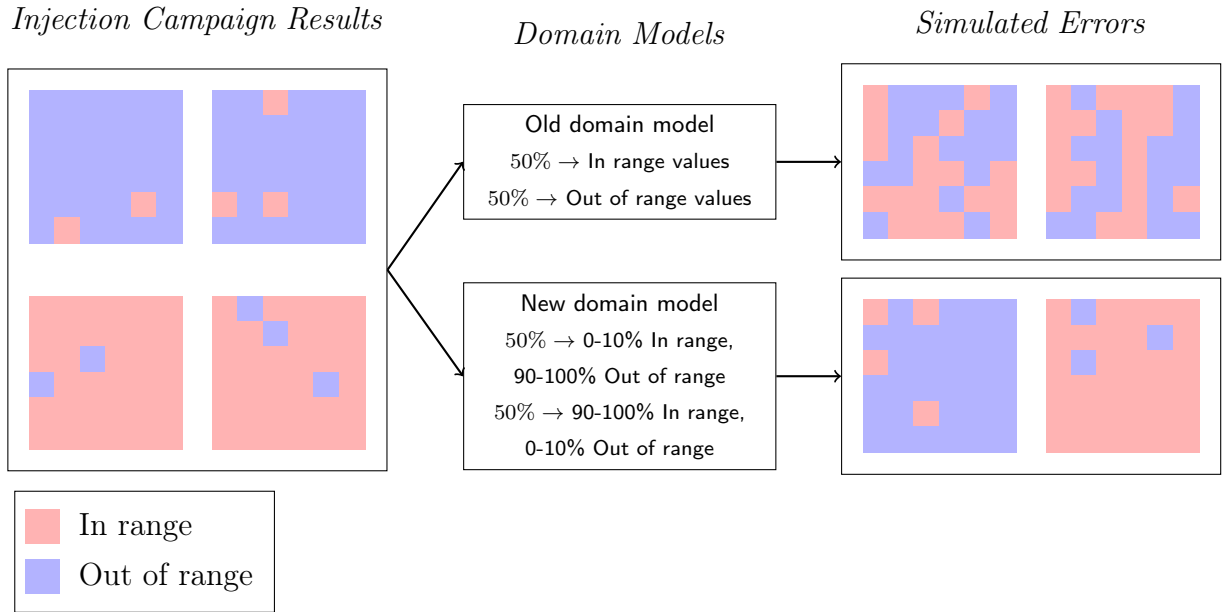 Injection Campaign Results
Domain Models
Simulated Errors
Old domain model
50% → In range values
50% → Out of range values
New domain model
50% → 0-10% In range,
90-100% Out of range
50% → 90-100% In range,
0-10% Out of range
In range
Out of range